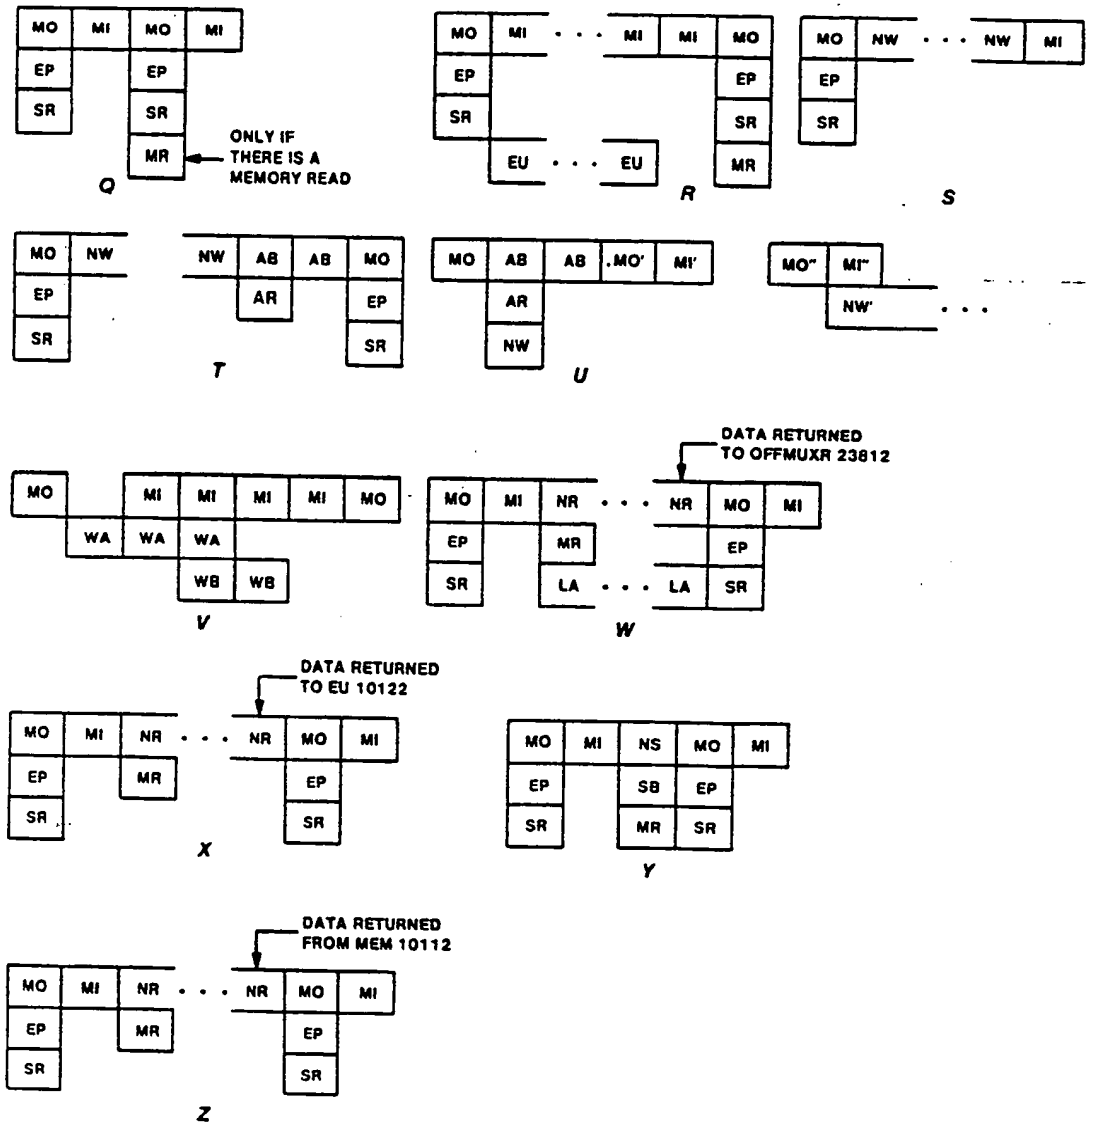 MO MI MO MI
EP EP
SR SR
MR
ONLY IF
THERE IS A
MEMORY READ
Q
MO MI . . . MI MI MO
EP EP
SR SR
EU . . . EU MR
R
MO NW . . . NW MI
EP
SR
S
MO NW NW AB AB MO
EP AR EP
SR SR
T
MO AB AB .MO' MI'
AR
NW
U
MO" MI"
NW' . . .
MO MI MI MI MI MO
WA WA WA
WB WB
V
DATA RETURNED
TO OFFMUXR 23812
MO MI NR . . . NR MO MI
EP MR EP
SR LA . . . LA SR
W
DATA RETURNED
TO EU 10122
MO MI NR . . . NR MO MI
EP MR EP
SR SR
X
MO MI NS MO MI
EP SB EP
SR MR SR
Y
DATA RETURNED
FROM MEM 10112
MO MI NR . . . NR MO MI
EP MR EP
SR SR
Z